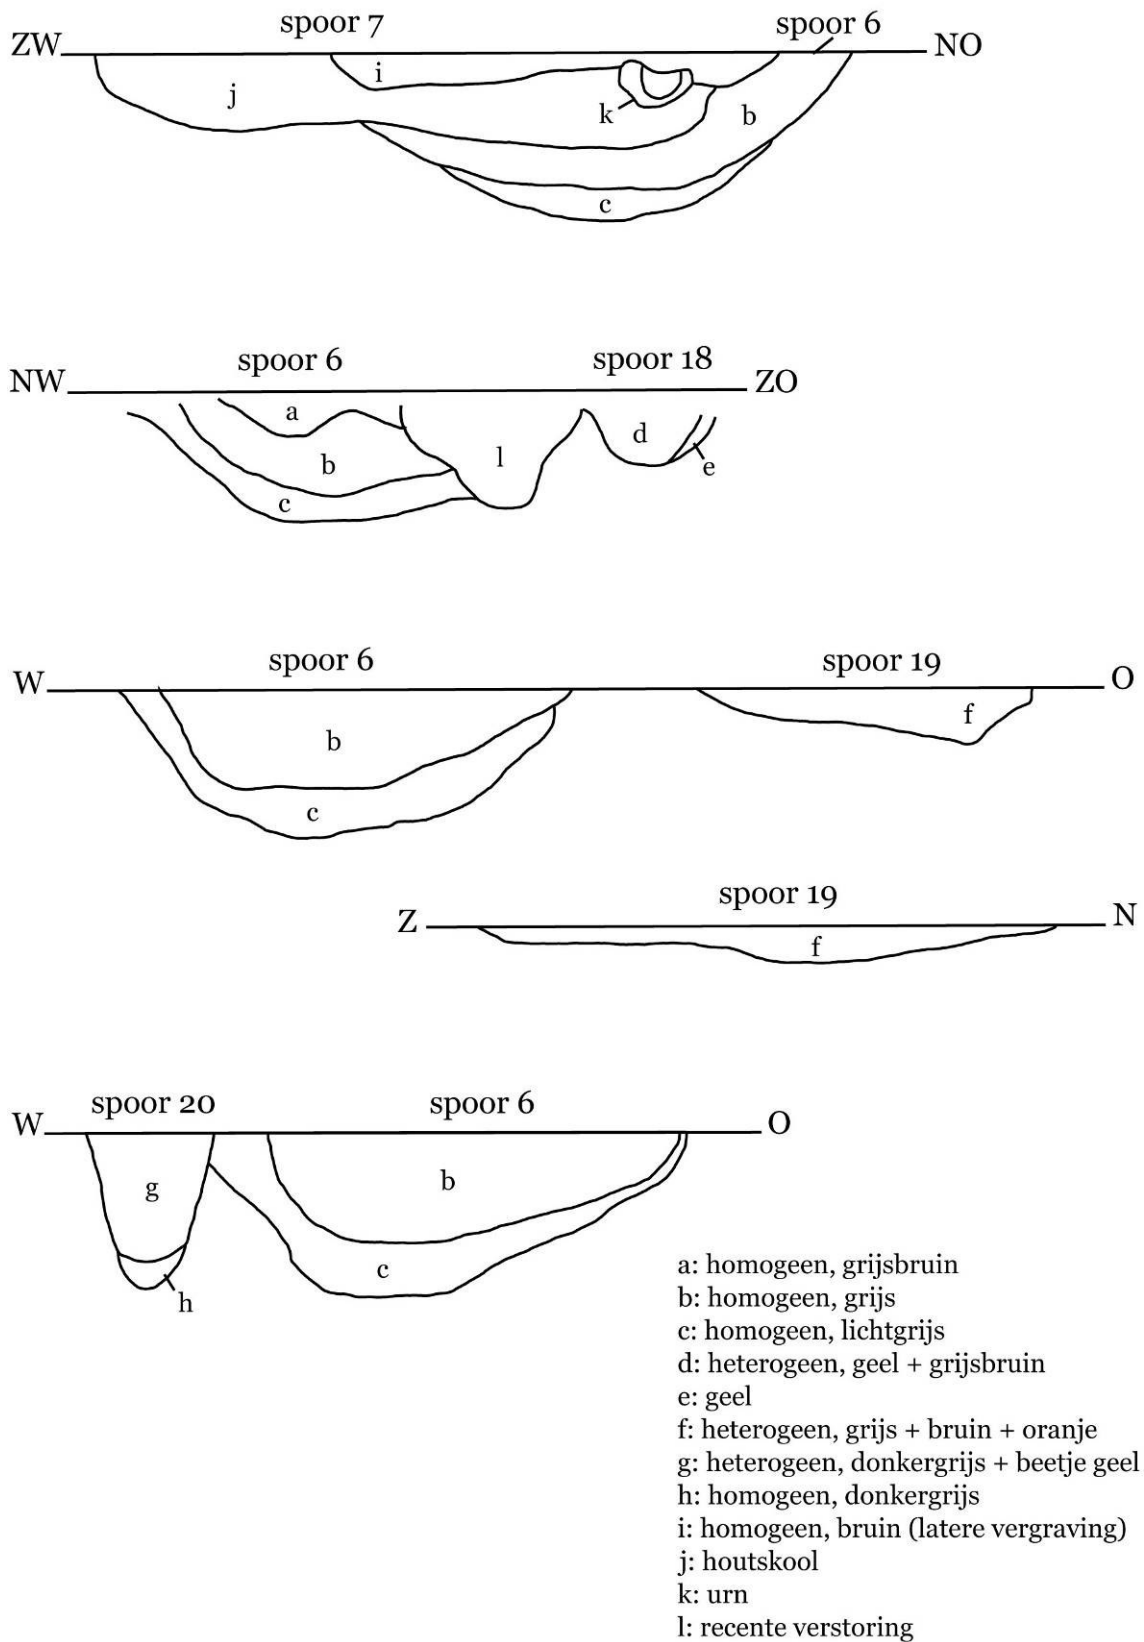 spoor 7 spoor 6
ZW NO
i
j
k b
c
spoor 6 spoor 18
NW ZO
a
d
b l
e
c
spoor 6 spoor 19
W O
f
b
c
spoor 19
Z N
f
spoor 20 spoor 6
W O
g b
c
h
a: homogeen, grijsbruin
b: homogeen, grijs
c: homogeen, lichtgrijs
d: heterogeen, geel + grijsbruin
e: geel
f: heterogeen, grijs + bruin + oranje
g: heterogeen, donkergrijs + beetje geel
h: homogeen, donkergrijs
i: homogeen, bruin (latere vergraving)
j: houtskool
k: urn
l: recente verstoring